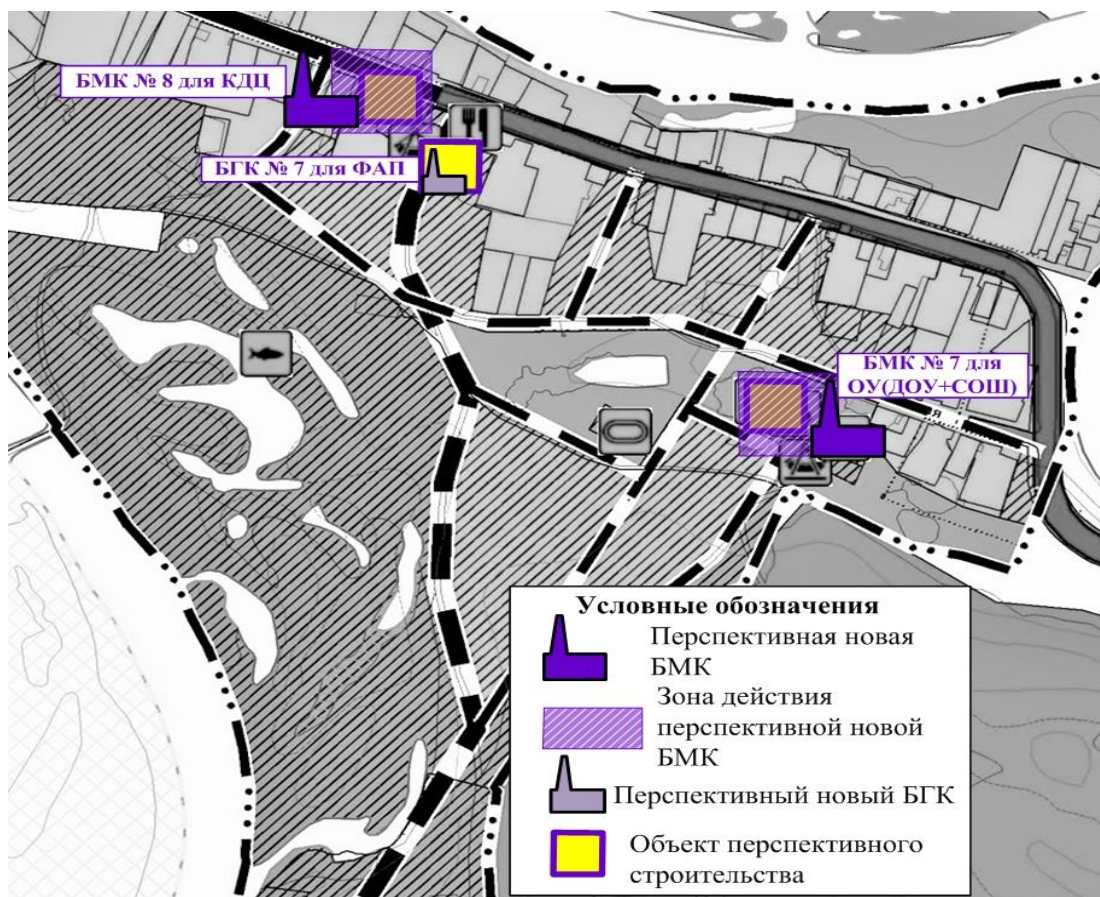 БМК № 8 для КДЦ
БГК № 7 для ФАП
БМК № 7 для
ОУ(ДОУ+СОШ)
Я
Условные обозначения
Перспективная новая
БМК
Зона действия
перспективной новой
БМК
Перспективный новый БГК
Объект перспективного
строительства